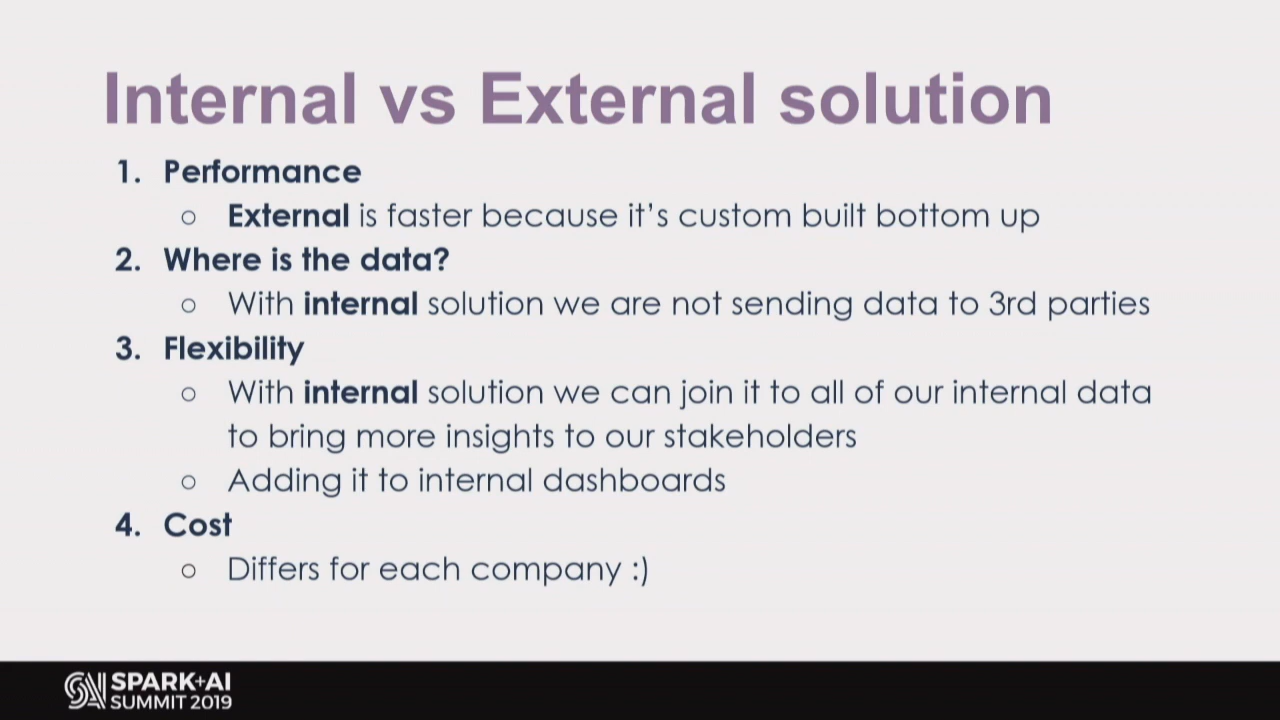 Internal vs External solution
1. Performance
○ External is faster because it's custom built bottom up
2. Where is the data?
○ With internal solution we are not sending data to 3rd parties
3. Flexibility
○ With internal solution we can join it to all of our internal data
to bring more insights to our stakeholders
○ Adding it to internal dashboards
4. Cost
○ Differs for each company :)
SPARK+AI
SUMMIT 2019